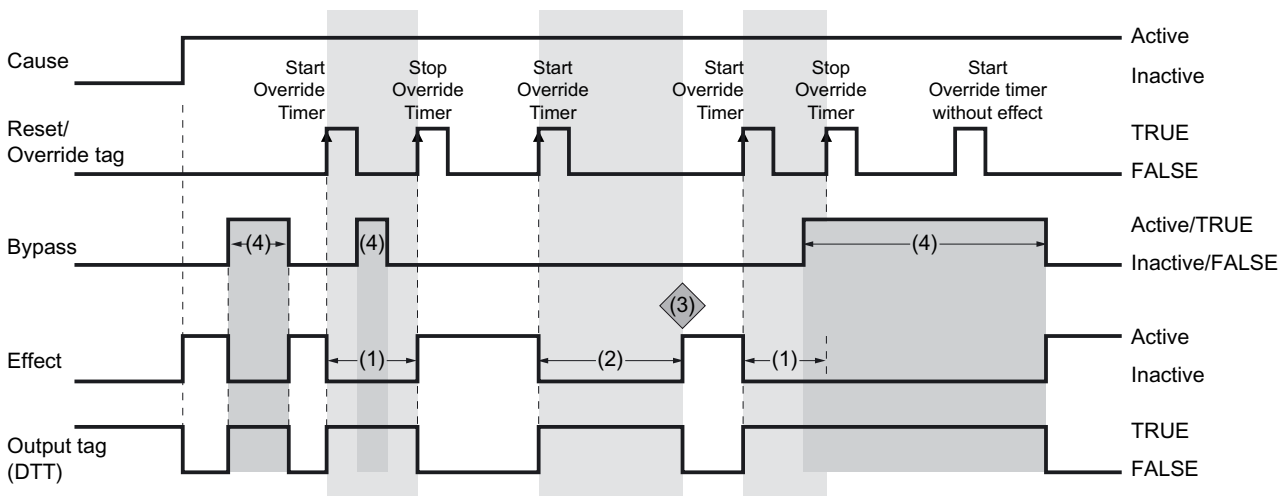 Cause
Active
Inactive
Start
Override
Timer
Stop
Override
Timer
Start
Override
Timer
Start
Override
Timer
Stop
Override
Timer
Start
Override timer
without effect
Reset/
Override tag
TRUE
FALSE
Bypass
(4)
(4)
(4)
Active/TRUE
Inactive/FALSE
(3)
Effect
(1)
(2)
(1)
Active
Inactive
Output tag
(DTT)
TRUE
FALSE